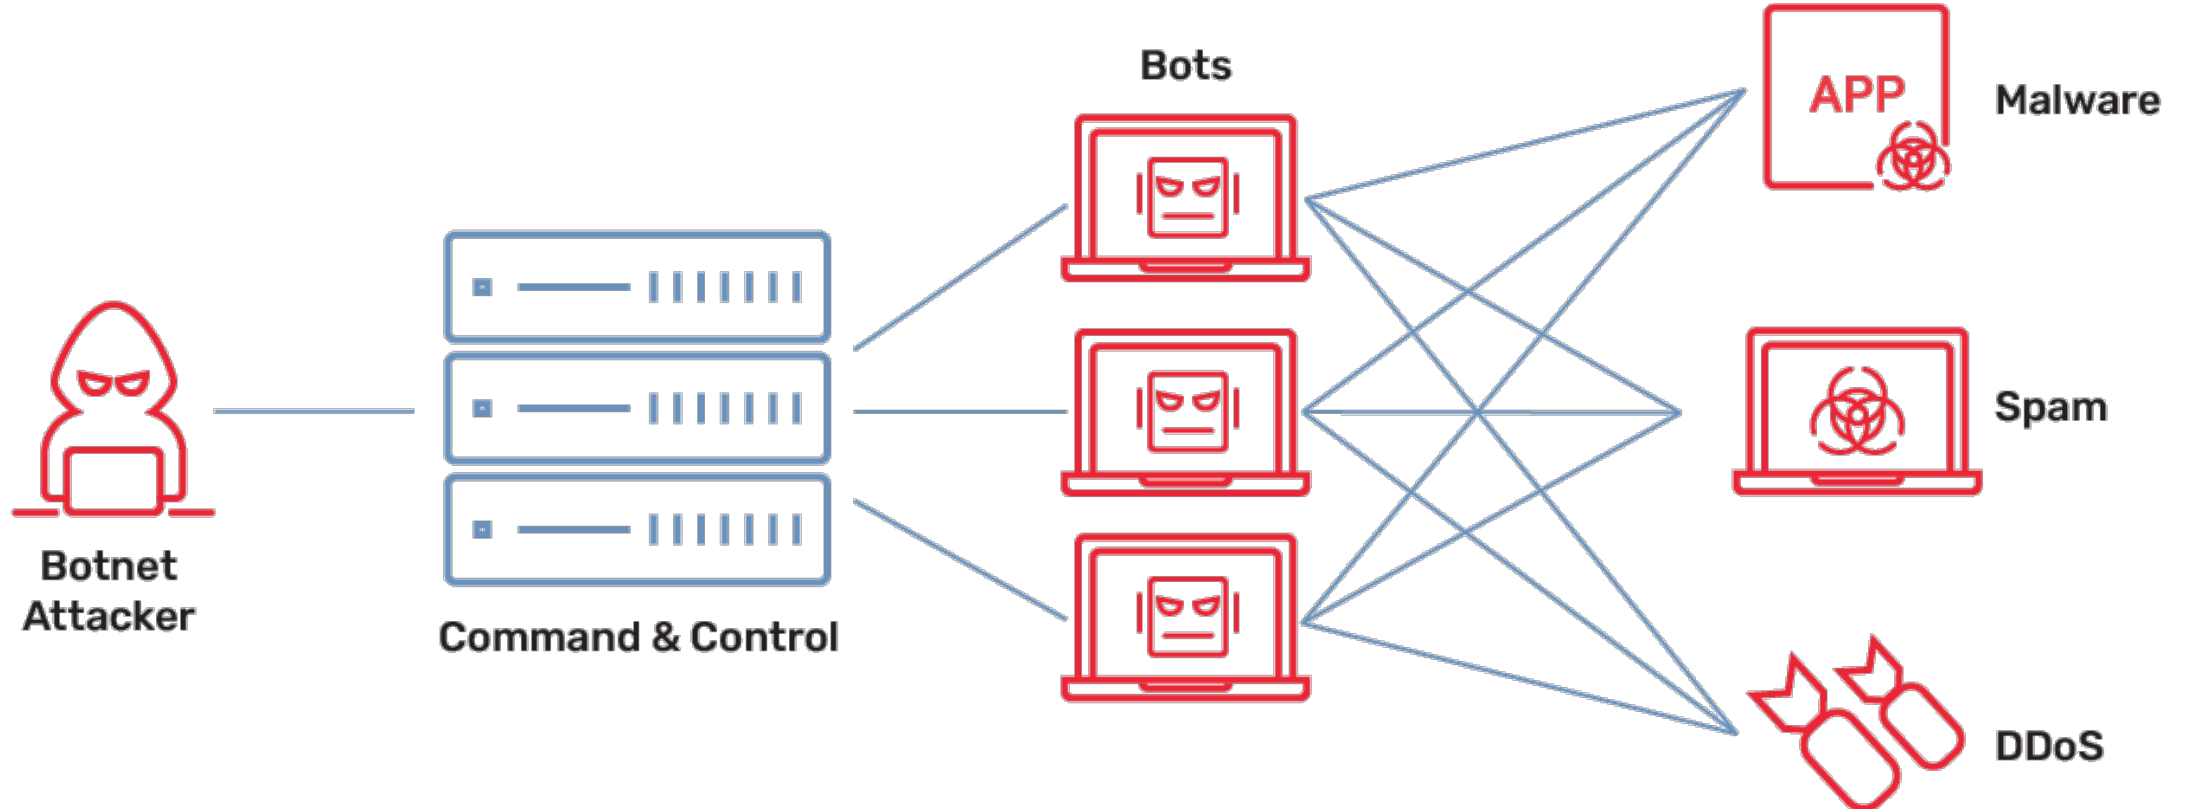 Bots
APP
Malware
Spam
Botnet
Attacker
Command & Control
DDoS